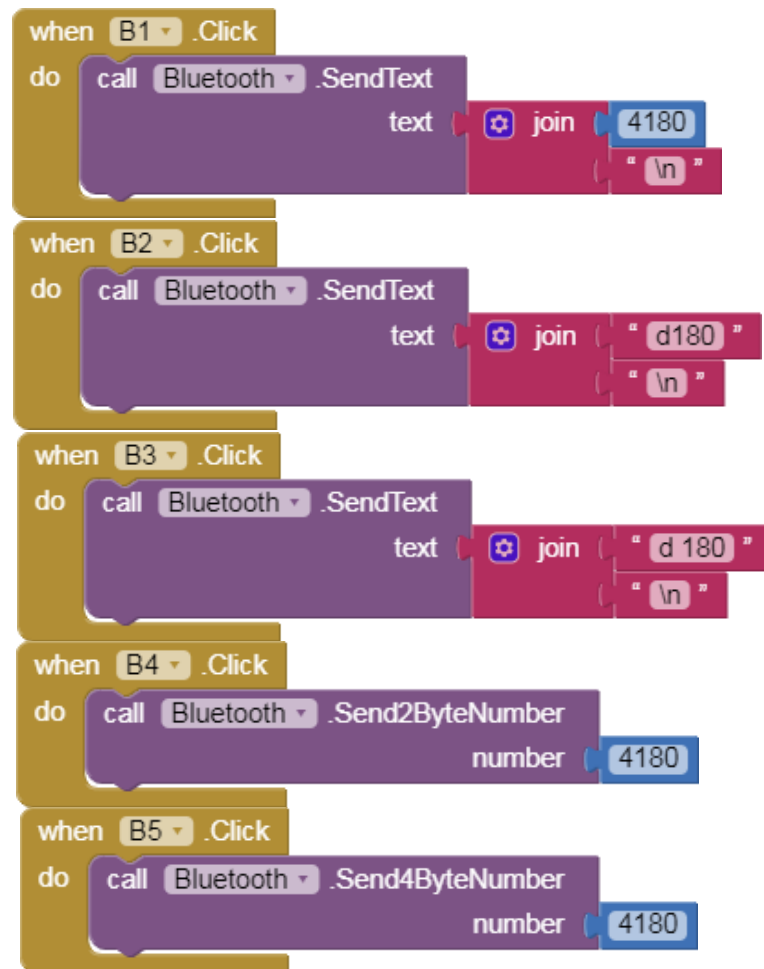 when B1 .Click
do call Bluetooth .SendText
text join 4180
" \n "
when B2 .Click
do call Bluetooth .SendText
text join " d180 "
" \n "
when B3 .Click
do call Bluetooth .SendText
text join " d 180 "
" \n "
when B4 .Click
do call Bluetooth .Send2ByteNumber
number 4180
when B5 .Click
do call Bluetooth .Send4ByteNumber
number 4180